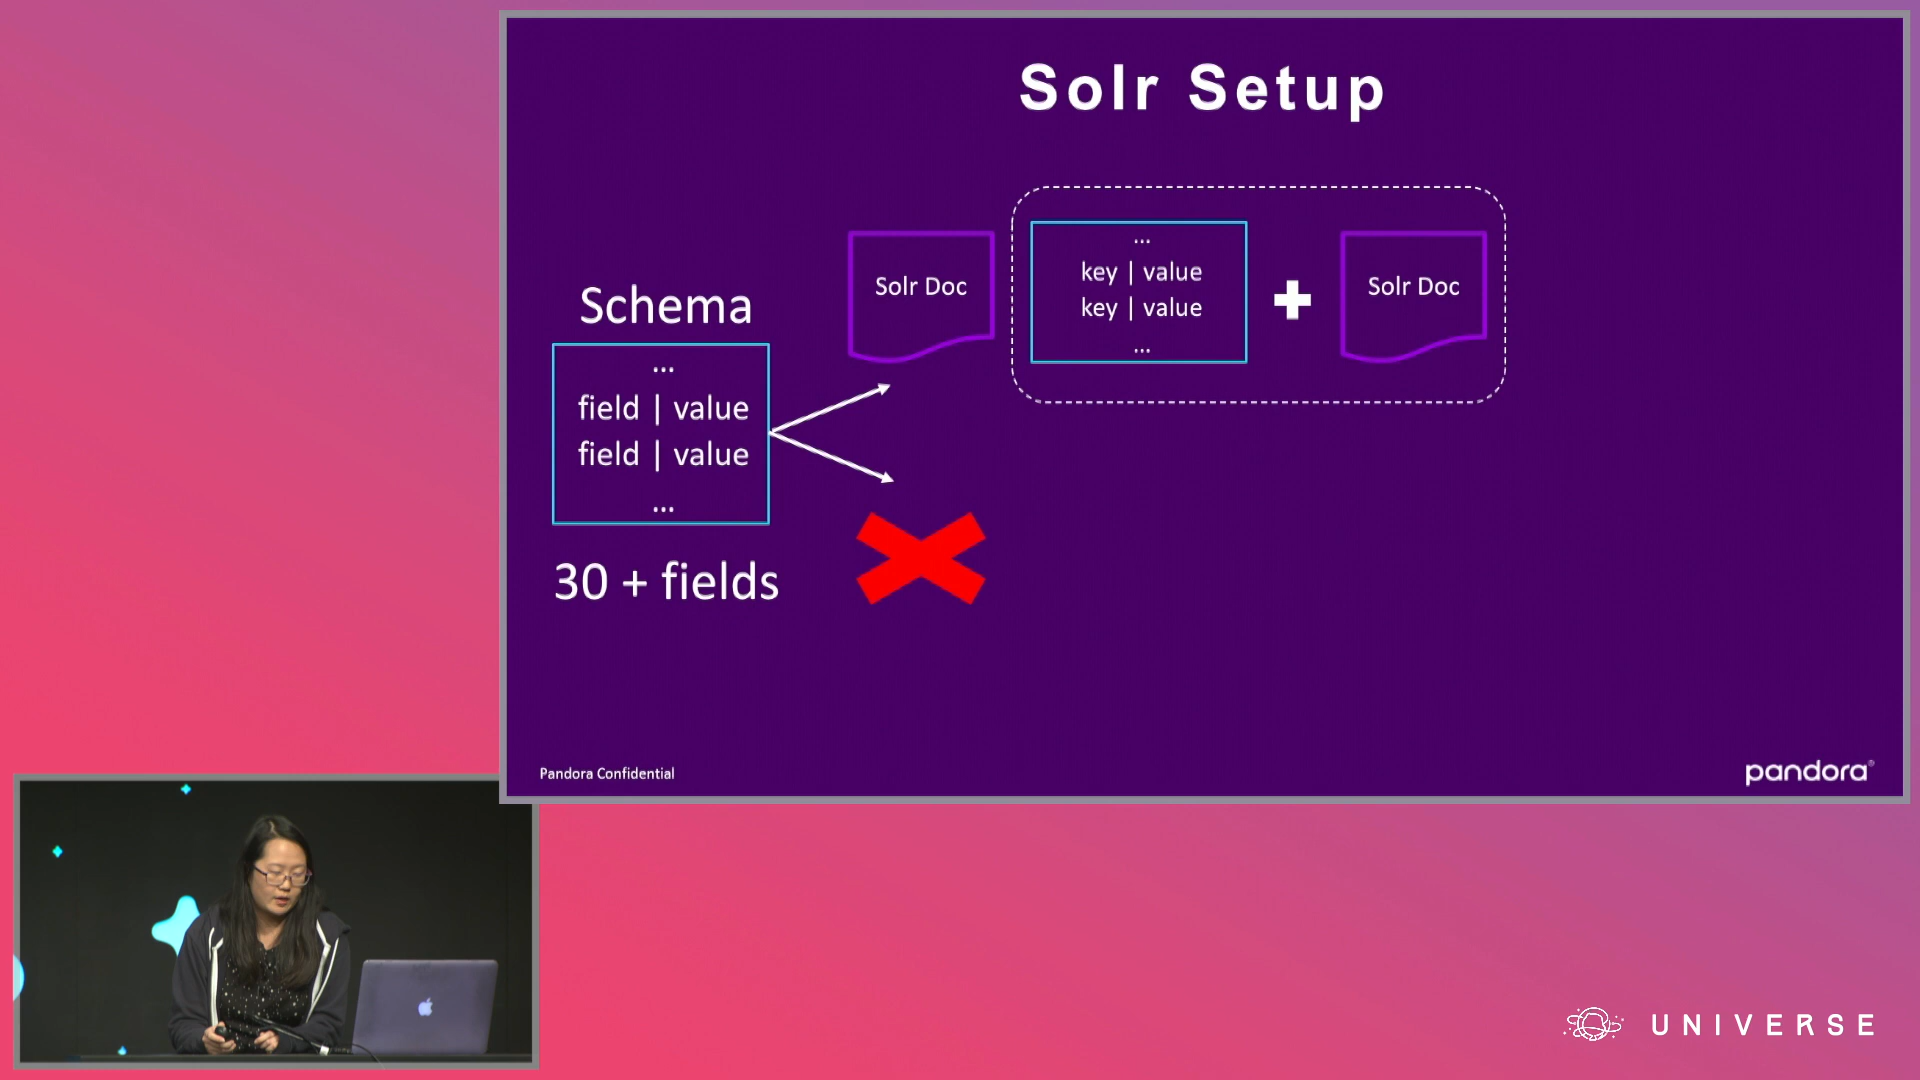 Solr Setup
Schema
...
field | value
field | value
...
30 + fields
Solr Doc
...
key | value
key | value
...
Solr Doc
Pandora Confidential
pandora®
UNIVERSE